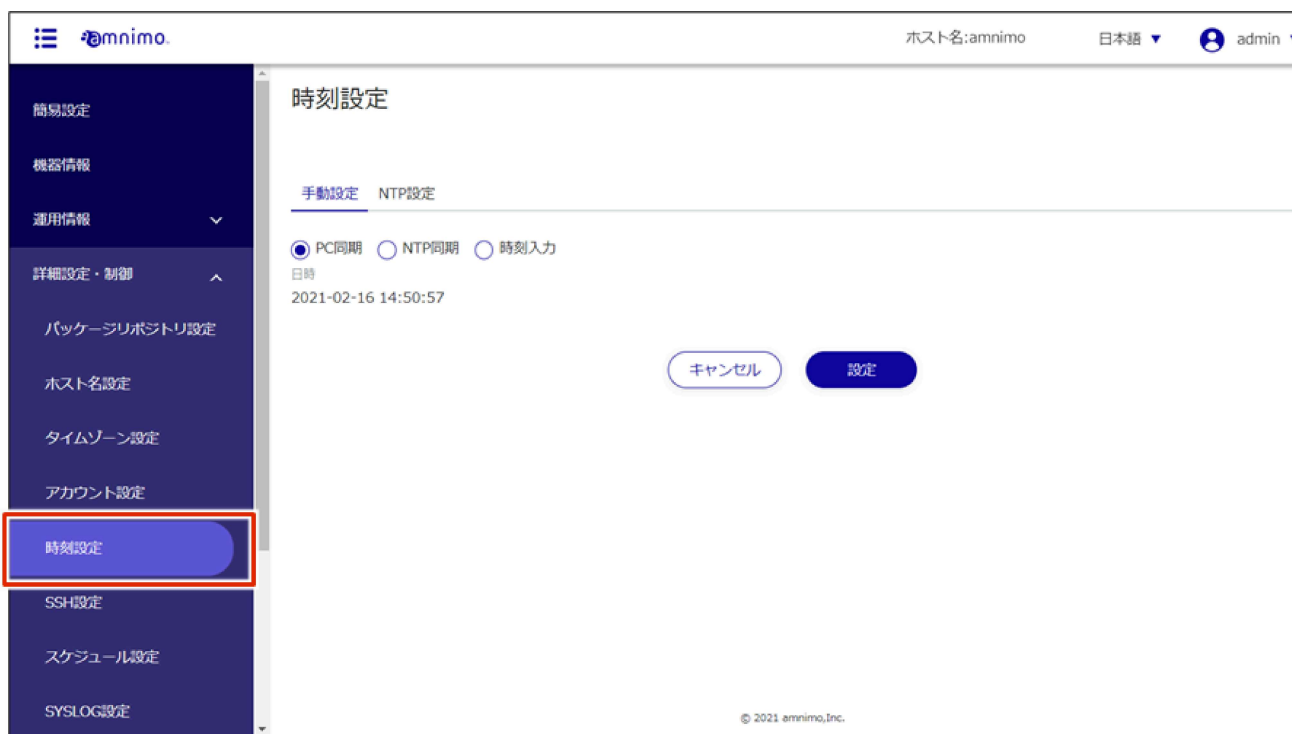 amnimo.
ホスト名:amnimo
日本語 ▼
admin
簡易設定
機器情報
運用情報
詳細設定・制御
パッケージリポジトリ設定
ホスト名設定
タイムゾーン設定
アカウント設定
時刻設定
SSH設定
スケジュール設定
SYSLOG設定
時刻設定
手動設定 NTP設定
PC同期 NTP同期 時刻入力
日時
2021-02-16 14:50:57
キャンセル 設定
© 2021 amnimo,Inc.